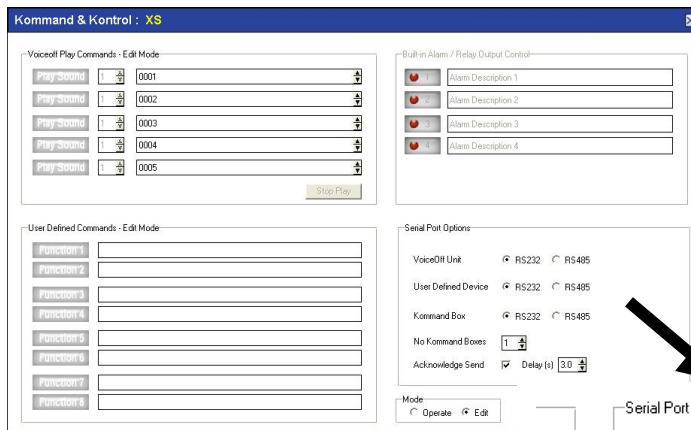 Kommand & Kontrol : XS
Voiceoff Play Commands - Edit Mode
Play Sound 1 0001
Play Sound 1 0002
Play Sound 1 0003
Play Sound 1 0004
Play Sound 1 0005
Stop Play
Built-in Alarm / Relay Output Control
1 Alarm Description 1
2 Alarm Description 2
3 Alarm Description 3
4 Alarm Description 4
User Defined Commands - Edit Mode
Function 1
Function 2
Function 3
Function 4
Function 5
Function 6
Function 7
Function 8
Serial Port Options
VoiceOff Unit RS232 RS485
User Defined Device RS232 RS485
Kommand Box RS232 RS485
No Kommand Boxes 1
Acknowledge Send Delay (s) 3.0
Mode
Operate Edit
Serial Port